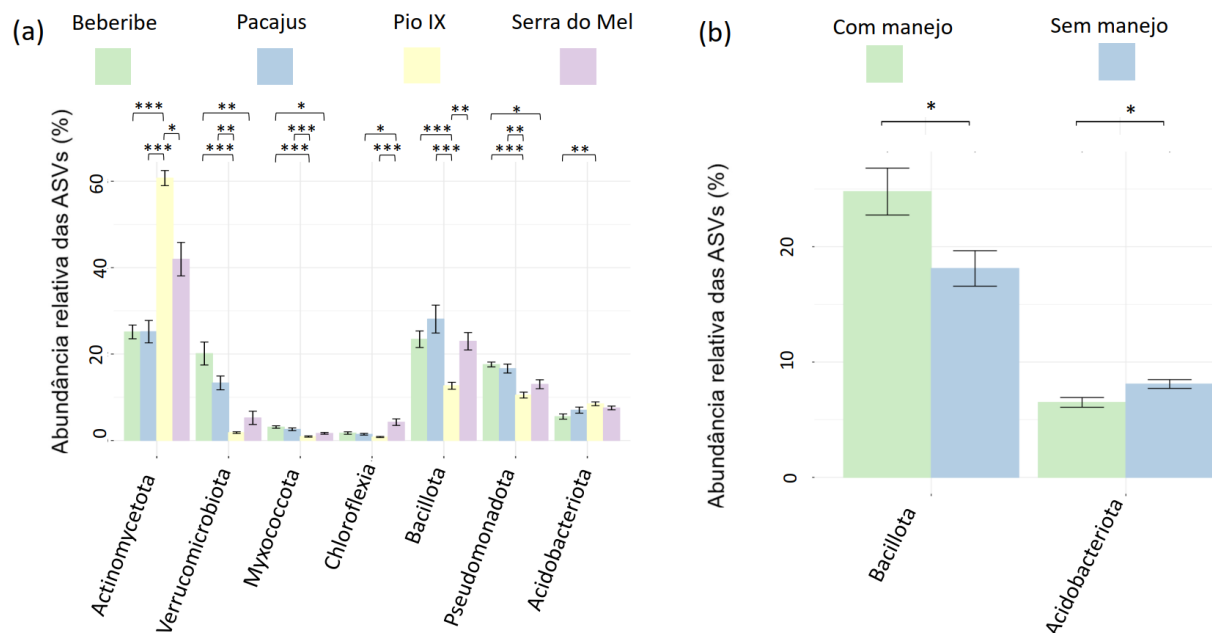 (a)
Beberibe Pacajus Pio IX Serra do Mel
*** ** * ** *
* ** *** * *** ** **
*** *** *** *** *** *** **
Abundância relativa das ASVs (%)
60
40
20
0
Actinomycetota
Verrucomicrobiota
Myxococcota
Chloroflexia
Bacillota
Pseudomonadota
Acidobacteriota
(b)
Com manejo Sem manejo
* *
Abundância relativa das ASVs (%)
20
10
0
Bacillota
Acidobacteriota